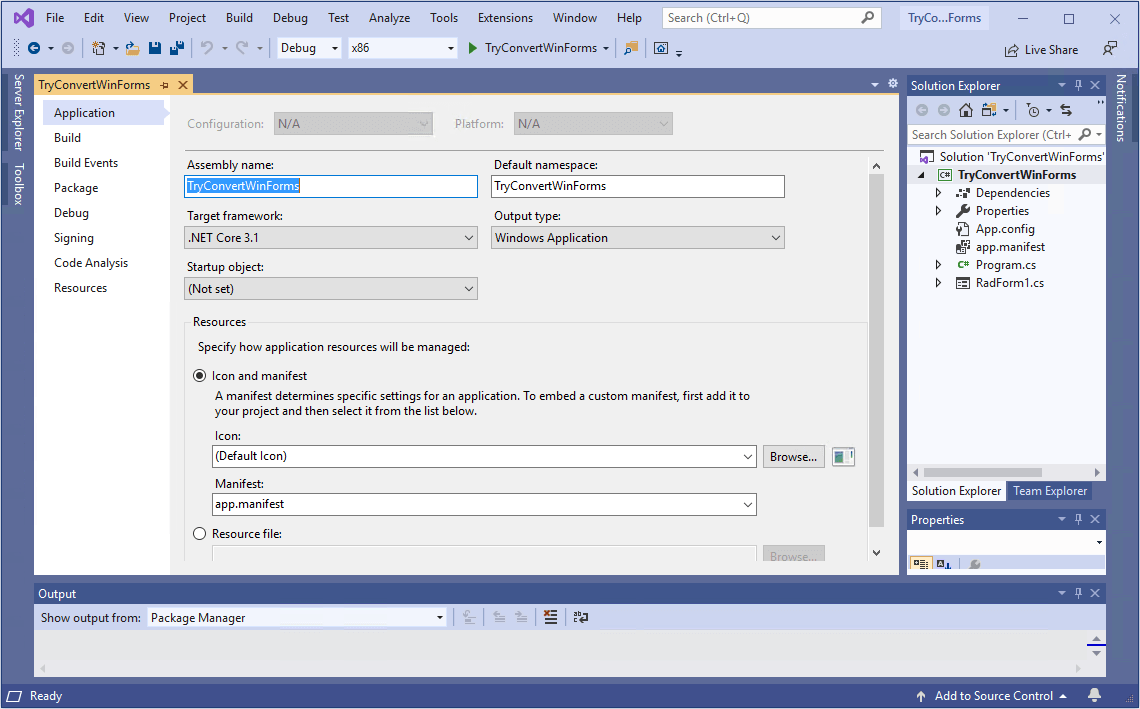 File Edit View Project Build Debug Test Analyze Tools Extensions Window Help Search (Ctrl+Q) TryCo...Forms
Debug x86 TryConvertWinForms Live Share
Server Explorer
Toolbox
TryConvertWinForms
Application
Build
Build Events
Package
Debug
Signing
Code Analysis
Resources
Configuration: N/A Platform: N/A
Assembly name: Default namespace:
TryConvertWinForms TryConvertWinForms
Target framework: Output type:
.NET Core 3.1 Windows Application
Startup object:
(Not set)
Resources
Specify how application resources will be managed:
Icon and manifest
A manifest determines specific settings for an application. To embed a custom manifest, first add it to
your project and then select it from the list below.
Icon:
(Default Icon) Browse...
Manifest:
app.manifest
Resource file:
Browse...
Solution Explorer
Search Solution Explorer (Ctrl+
Solution 'TryConvertWinForms'
C# TryConvertWinForms
Dependencies
Properties
App.config
app.manifest
C# Program.cs
RadForm1.cs
Solution Explorer Team Explorer
Properties
Notifications
Output
Show output from: Package Manager
Ready Add to Source Control